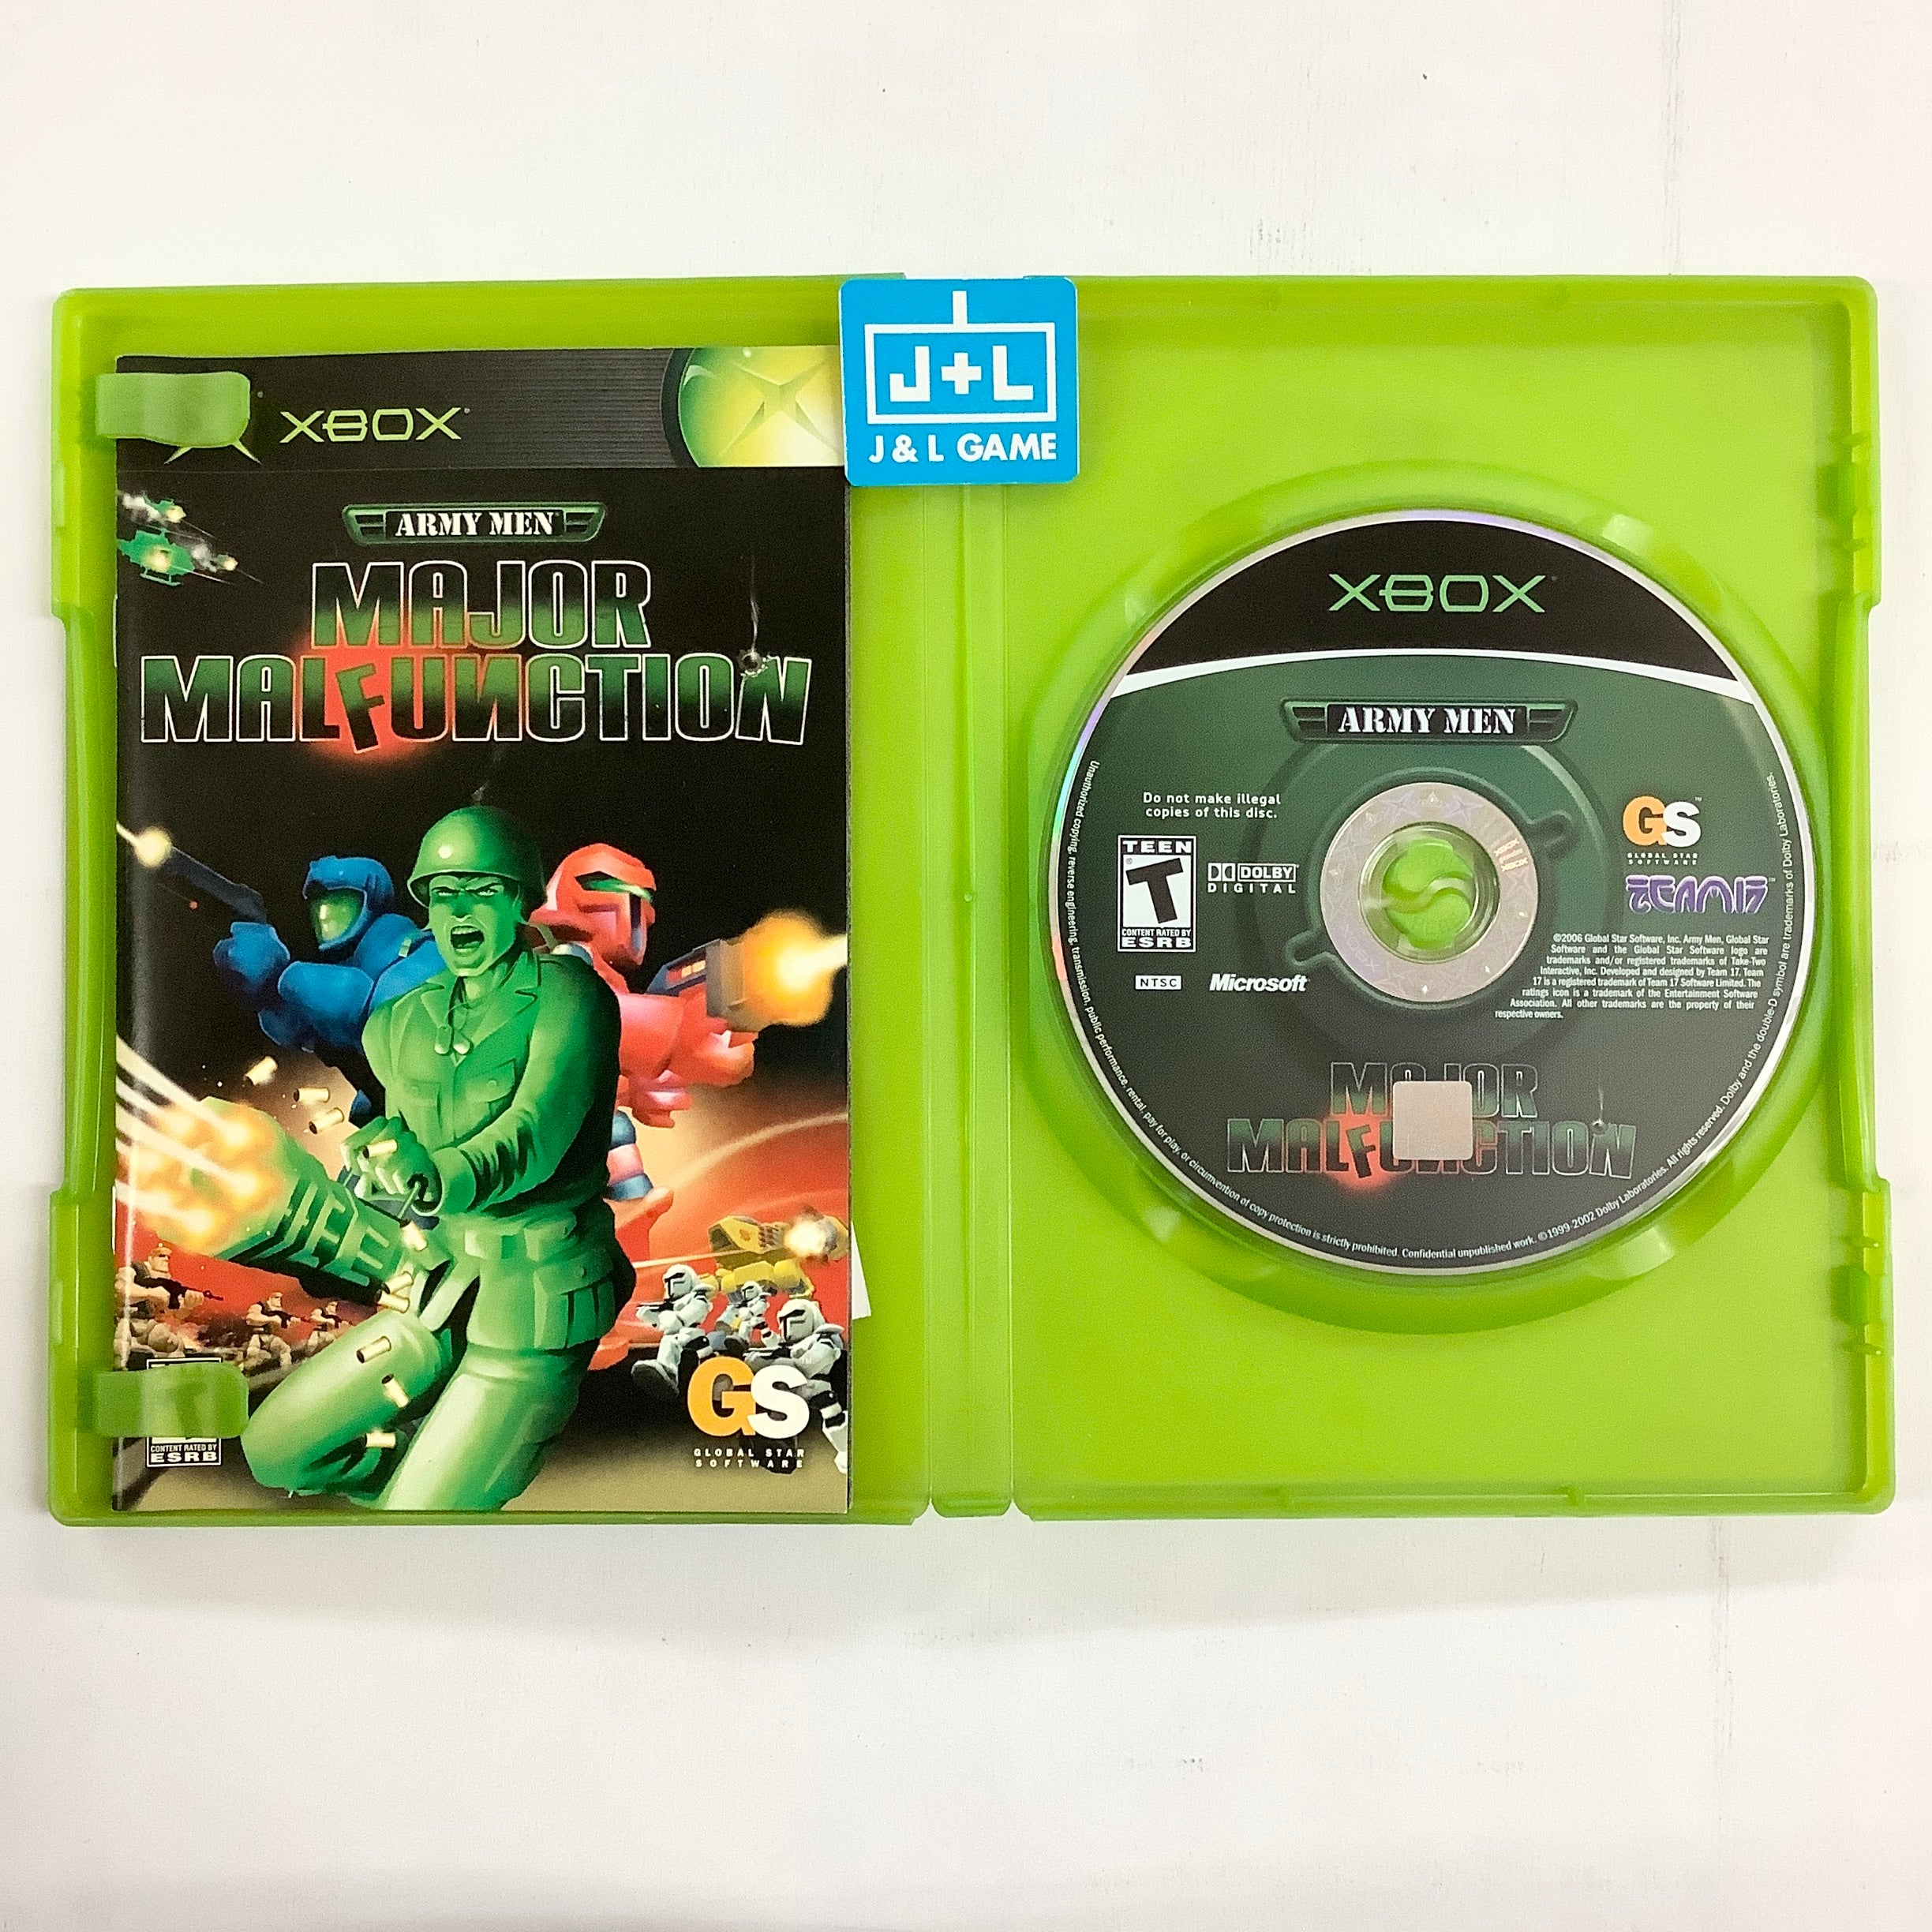 J+L
J & L GAME
XBOX
ARMY MEN
MAJOR
MALFUNCTION
CONTENT RATED BY
ESRB
GS
GLOBAL STAR
SOFTWARE
XBOX
ARMY MEN
Do not make illegal
copies of this disc.
TEEN
T
CONTENT RATED BY
ESRB
DOLBY
DIGITAL
NTSC
Microsoft
GS
GLOBAL STAR
SOFTWARE
TEAM17
©2006 Global Star Software, Inc. Army Men, Global Star
Software and the Global Star Software logo are
trademarks and/or registered trademarks of Take-Two
Interactive, Inc. Developed and designed by Team 17. Team
17 is a registered trademark of Team 17 Software Limited. The
ratings icon is a trademark of the Entertainment Software
Association. All other trademarks are the property of their
respective owners.
Unauthorized copying, reverse engineering, transmission, public performance, rental, pay for play, or circumvention of copy protection is strictly prohibited. Confidential unpublished work. ©1999-2002 Dolby Laboratories. All rights reserved. Dolby and the double-D symbol are trademarks of Dolby Laboratories.
XBOX
XBOX